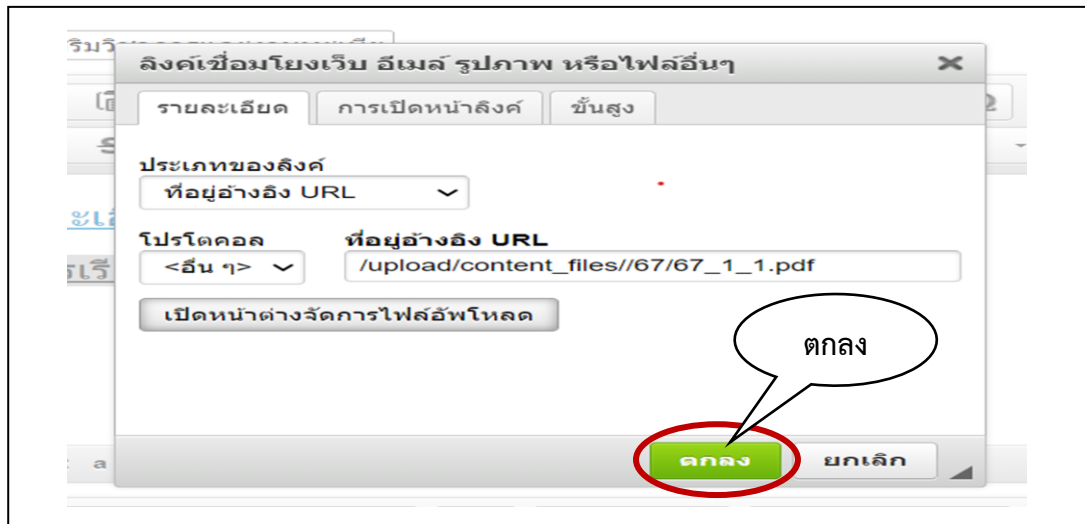 ลิงค์เชื่อมโยงเว็บ อีเมล์ รูปภาพ หรือไฟล์อื่นๆ
รายละเอียด การเปิดหน้าลิงค์ ขั้นสูง
ประเภทของลิงค์
ที่อยู่อ้างอิง URL
โปรโตคอล ที่อยู่อ้างอิง URL
<อื่น ๆ> /upload/content_files//67/67_1_1.pdf
เปิดหน้าต่างจัดการไฟล์อัพโหลด
ตกลง
ตกลง ยกเลิก
a